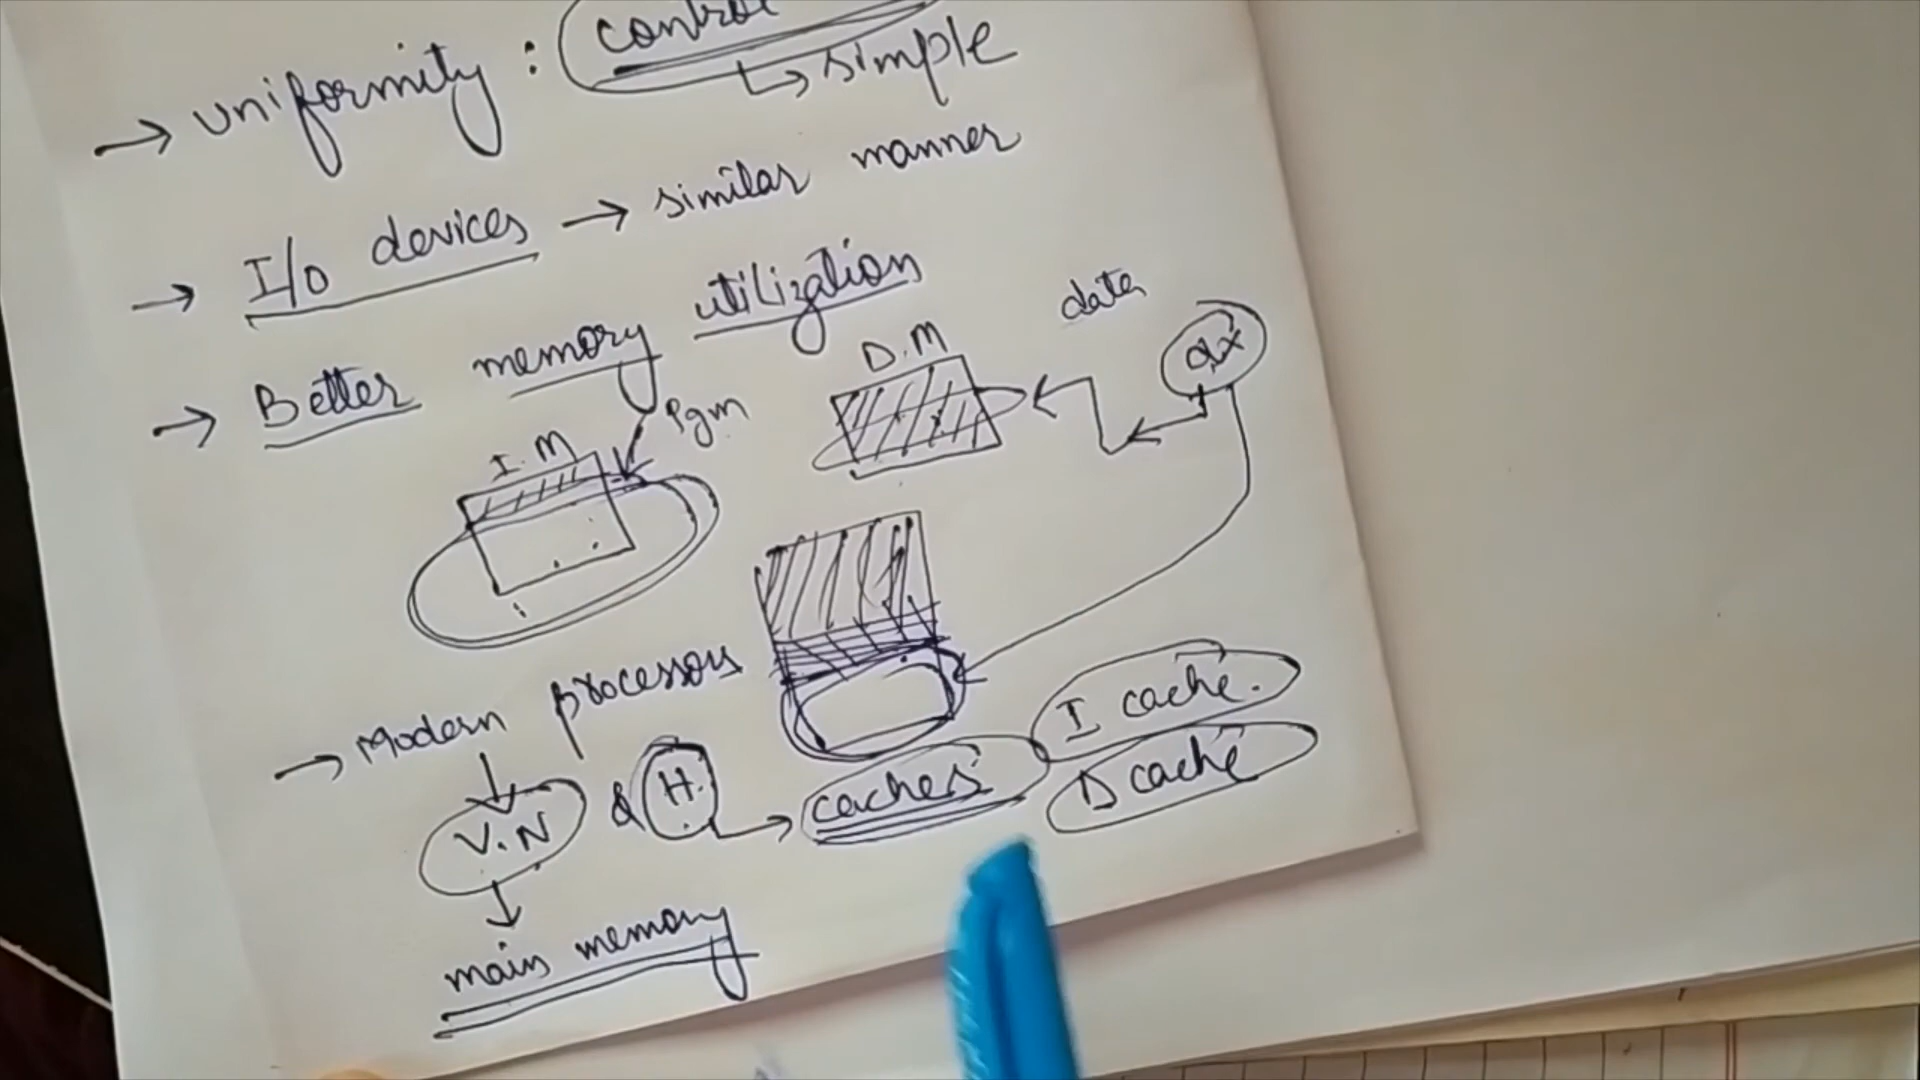 → uniformity : control
↳ simple
→ I/O devices → similar manner
→ Better memory utilization
data
D.M
Pgm
I.M
→ Modern processors
I cache.
V.N & H. → caches
D cache
main memory